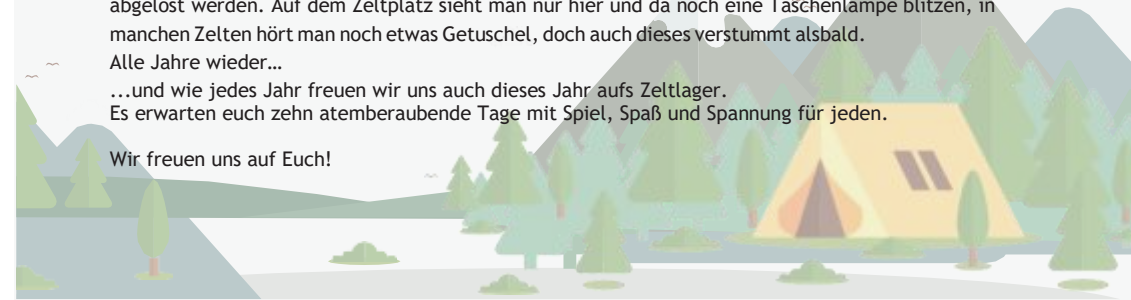 abgelöst werden. Auf dem Zeltplatz sieht man nur hier und da noch eine Taschenlampe blitzen, in
manchen Zelten hört man noch etwas Getuschel, doch auch dieses verstummt alsbald.
Alle Jahre wieder…
...und wie jedes Jahr freuen wir uns auch dieses Jahr aufs Zeltlager.
Es erwarten euch zehn atemberaubende Tage mit Spiel, Spaß und Spannung für jeden.
Wir freuen uns auf Euch!